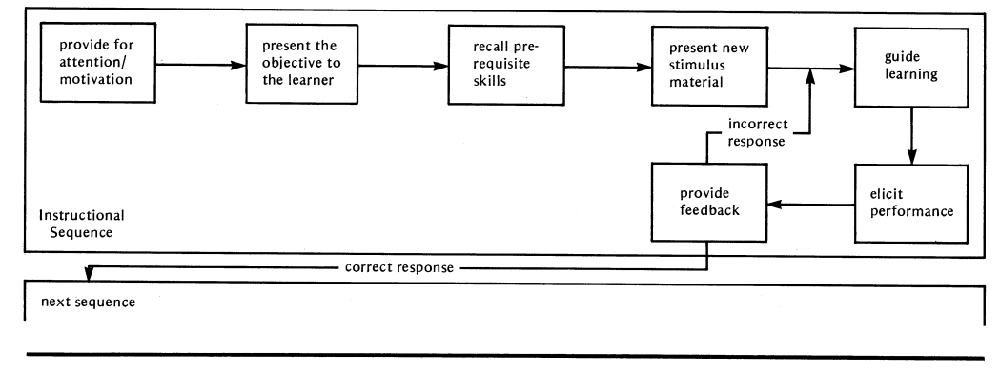 provide for
attention/
motivation
present the
objective to
the learner
recall pre-
requisite
skills
present new
stimulus
material
guide
learning
incorrect
response
provide
feedback
elicit
performance
Instructional
Sequence
correct response
next sequence